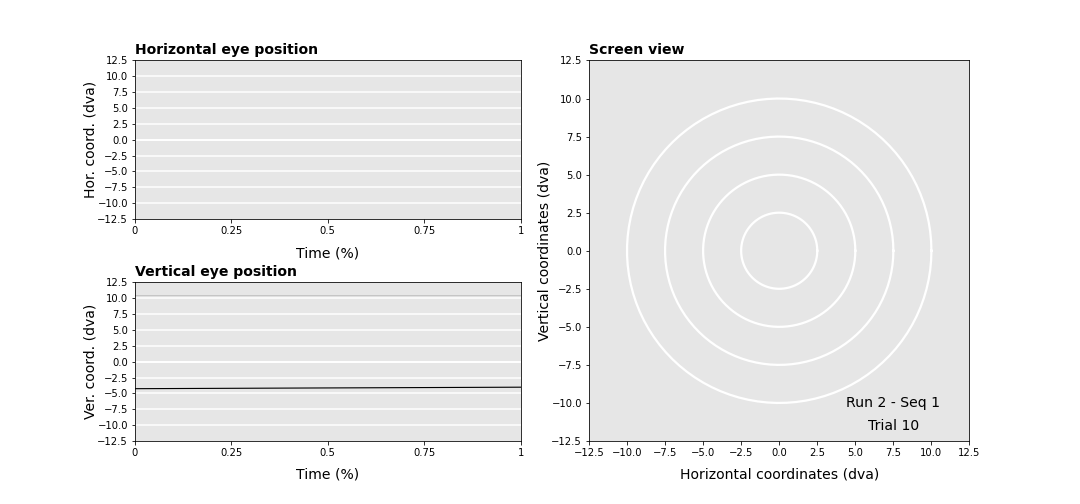 Horizontal eye position
Hor. coord. (dva)
12.5
10.0
7.5
5.0
2.5
0.0
−2.5
−5.0
−7.5
−10.0
−12.5
0 0.25 0.5 0.75 1
Time (%)
Vertical eye position
Ver. coord. (dva)
12.5
10.0
7.5
5.0
2.5
0.0
−2.5
−5.0
−7.5
−10.0
−12.5
0 0.25 0.5 0.75 1
Time (%)
Screen view
Vertical coordinates (dva)
12.5
10.0
7.5
5.0
2.5
0.0
−2.5
−5.0
−7.5
−10.0
−12.5
Run 2 - Seq 1
Trial 10
−12.5 −10.0 −7.5 −5.0 −2.5 0.0 2.5 5.0 7.5 10.0 12.5
Horizontal coordinates (dva)